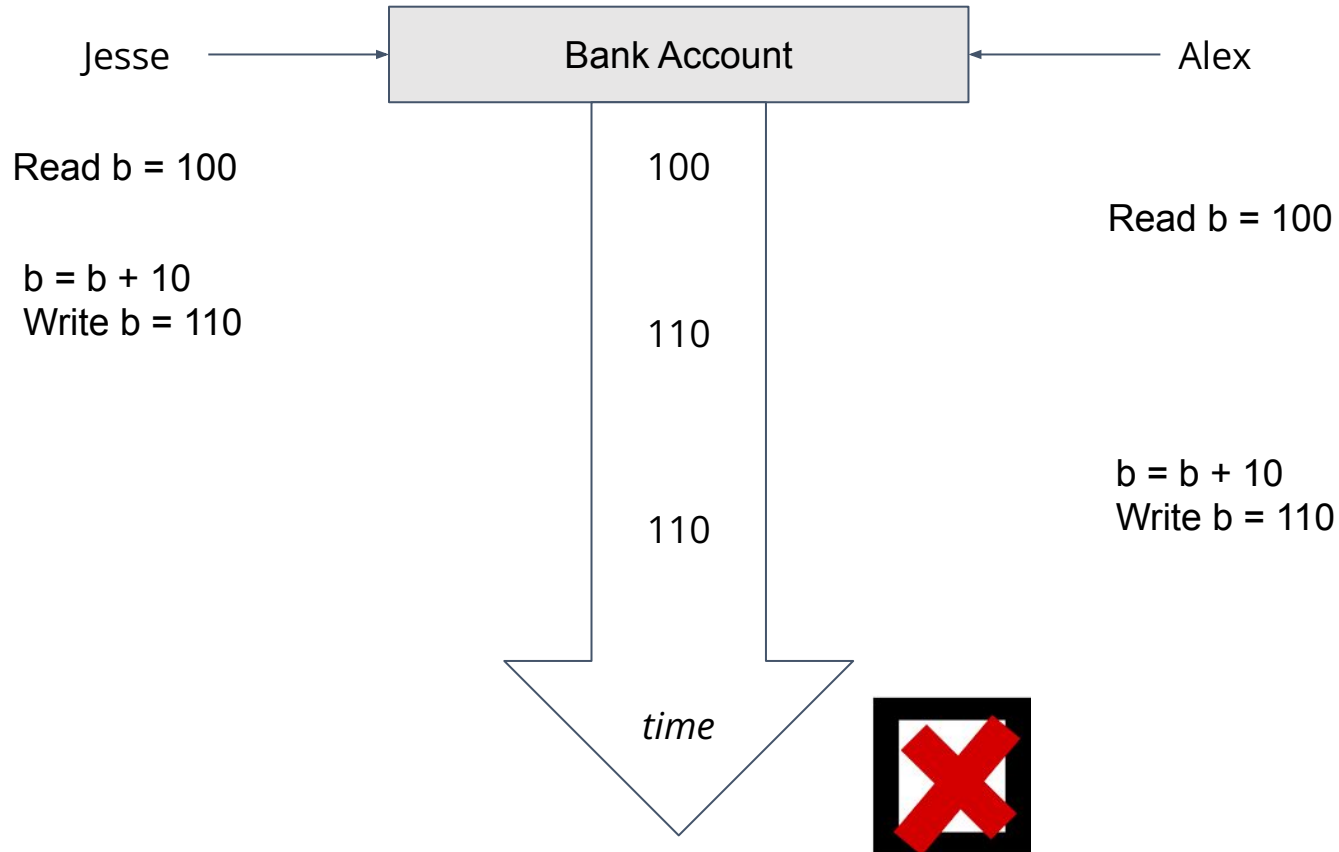 Jesse
Bank Account
Alex
Read b = 100
100
Read b = 100
b = b + 10
Write b = 110
110
b = b + 10
Write b = 110
110
time